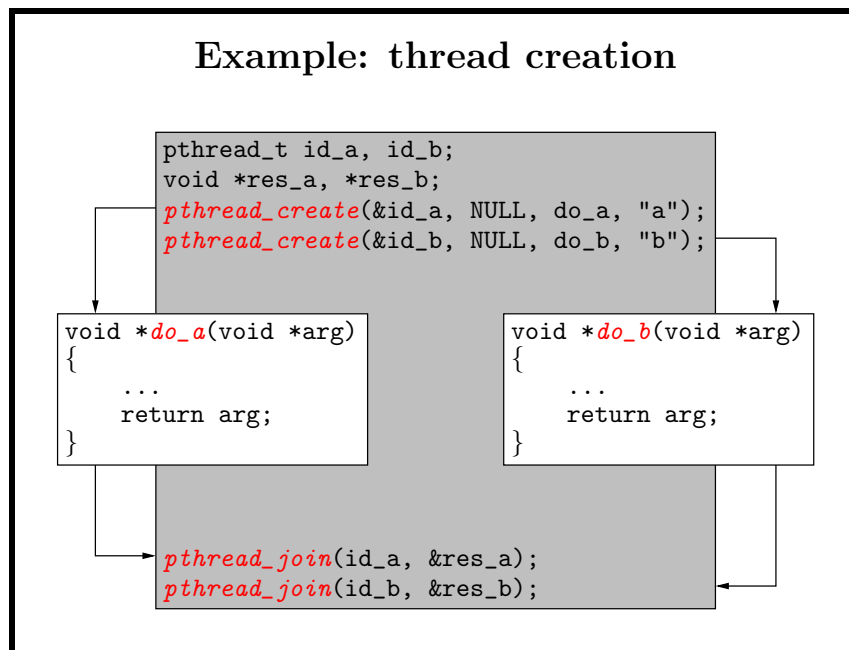 Example: thread creation
pthread_t id_a, id_b;
void *res_a, *res_b;
pthread_create(&id_a, NULL, do_a, "a");
pthread_create(&id_b, NULL, do_b, "b");
void *do_a(void *arg)
{
    ...
    return arg;
}
void *do_b(void *arg)
{
    ...
    return arg;
}
pthread_join(id_a, &res_a);
pthread_join(id_b, &res_b);